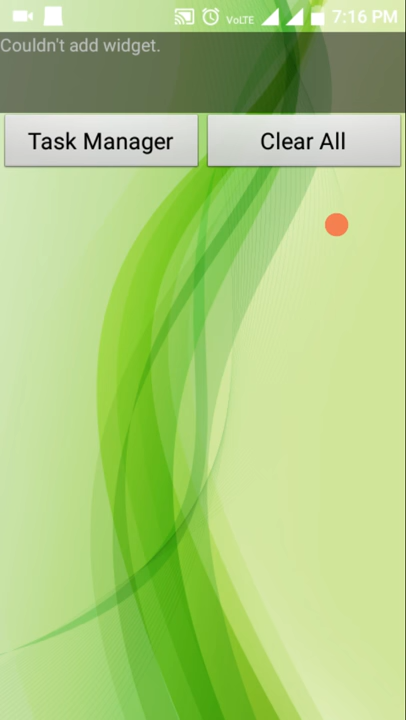 VoLTE 7:16 PM
Couldn't add widget.
Task Manager
Clear All